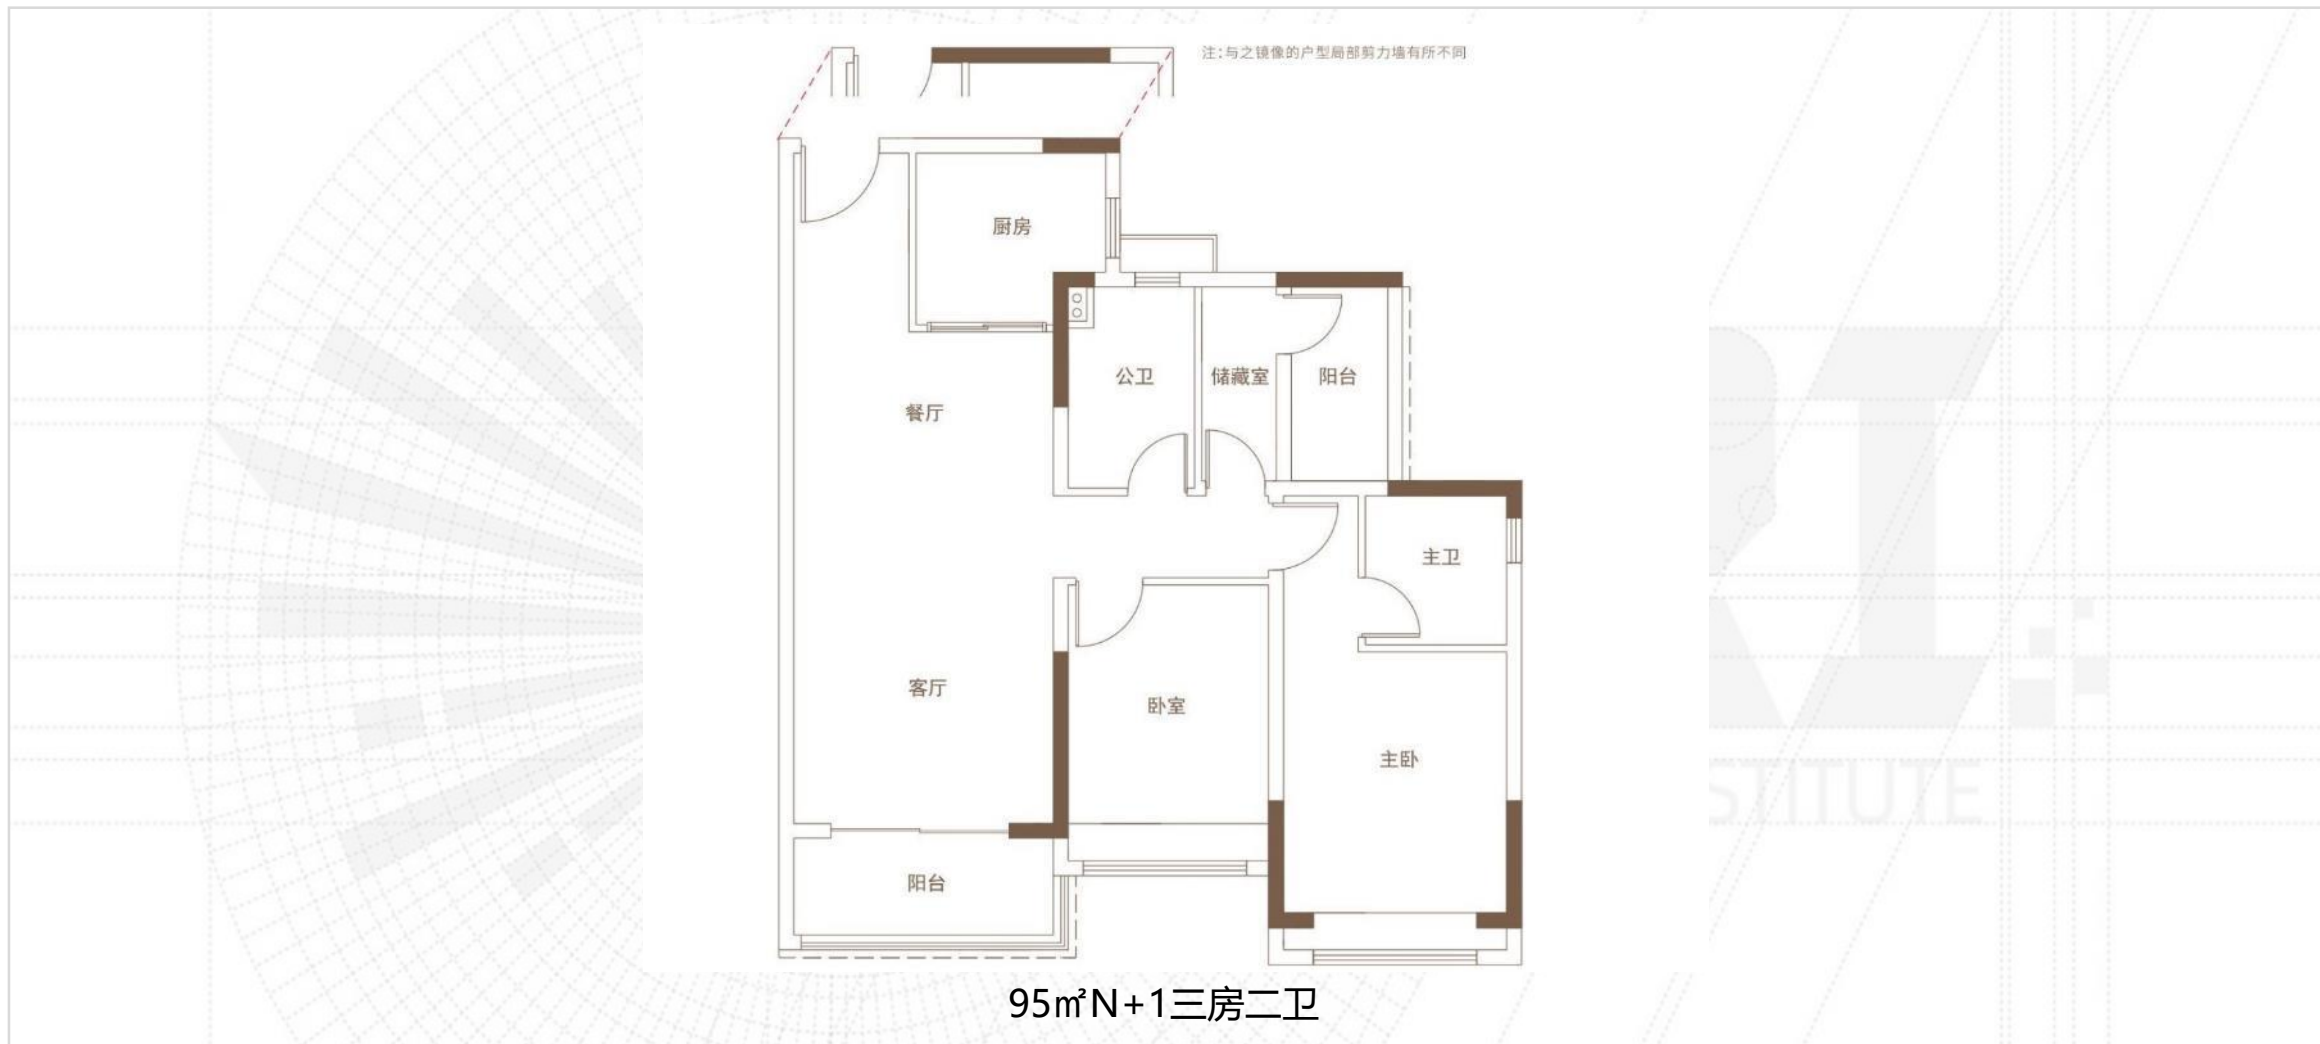 注:与之镜像的户型局部剪力墙有所不同
厨房
公卫
储藏室
阳台
餐厅
主卫
客厅
卧室
主卧
阳台
STITUTE
95㎡N+1三房二卫